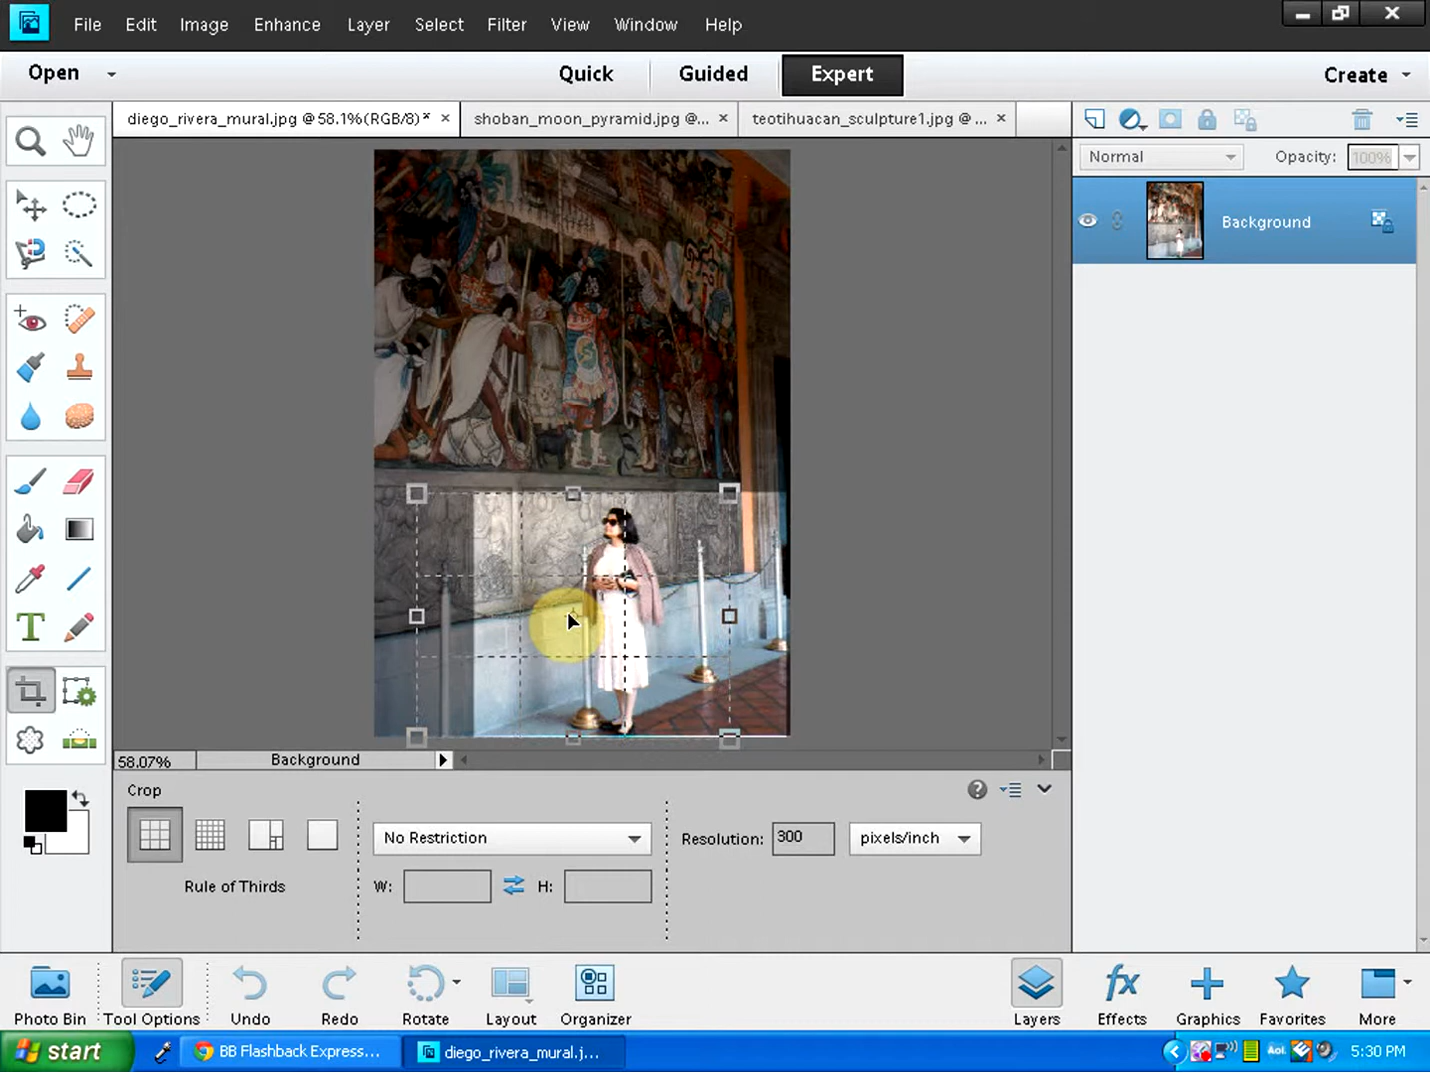 File Edit Image Enhance Layer Select Filter View Window Help
Open Quick Guided Expert Create
diego_rivera_mural.jpg @ 58.1%(RGB/8)* shoban_moon_pyramid.jpg @... teotihuacan_sculpture1.jpg @ ...
Normal Opacity: 100%
Background
58.07% Background
Crop
No Restriction Resolution: 300 pixels/inch
Rule of Thirds W: H:
Photo Bin Tool Options Undo Redo Rotate Layout Organizer Layers Effects Graphics Favorites More
start BB Flashback Express... diego_rivera_mural.j... Aol. 5:30 PM